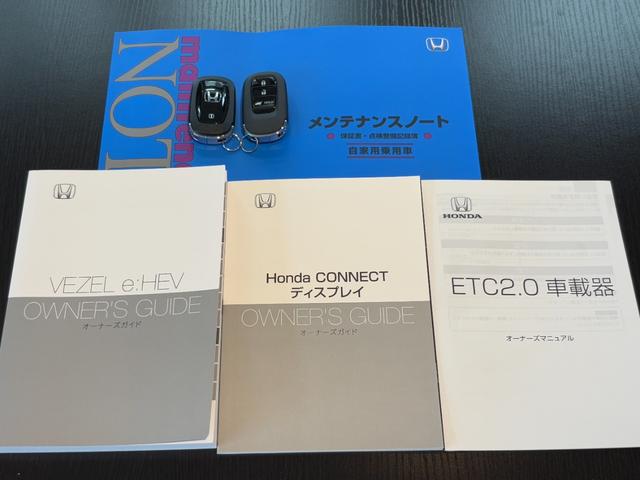 maintenance
NOTE
メンテナンスノート
保証書・点検整備記録簿
自家用乗用車
VEZEL e:HEV
OWNER'S GUIDE
オーナーズガイド
Honda CONNECT
ディスプレイ
OWNER'S GUIDE
オーナーズガイド
HONDA
ETC2.0 車載器
オーナーズマニュアル